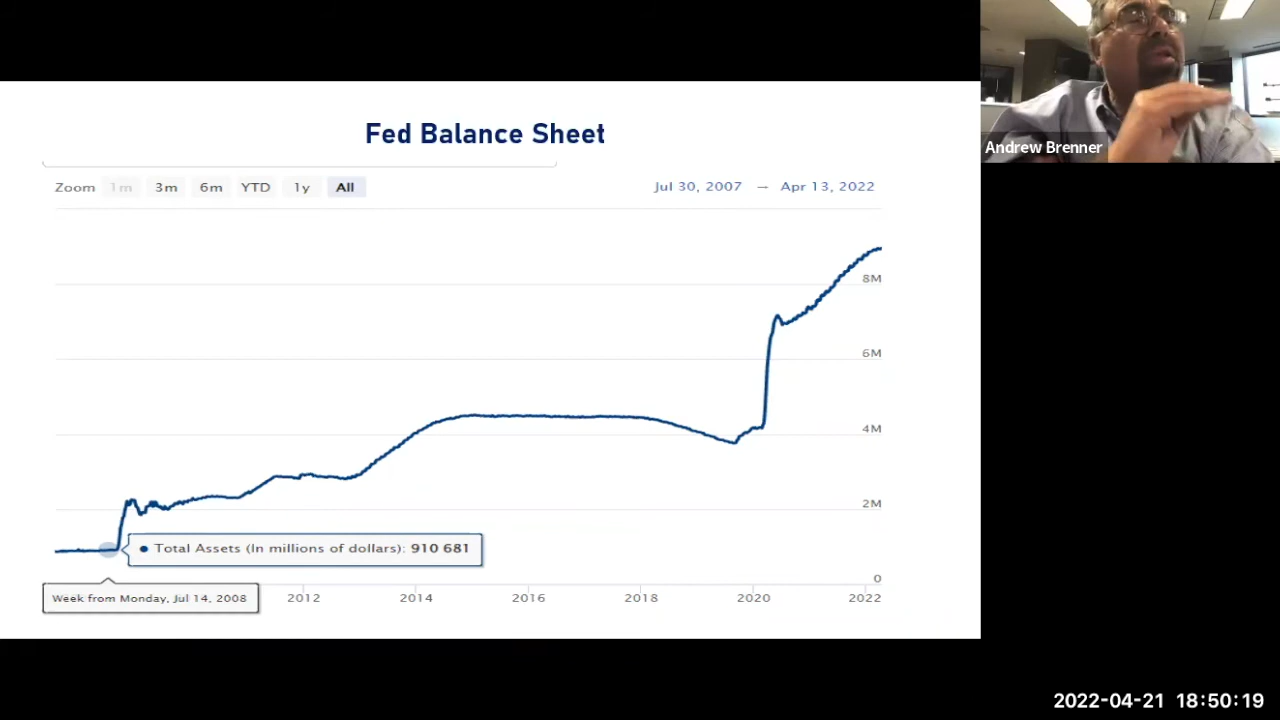 Andrew Brenner
Fed Balance Sheet
Zoom 1m 3m 6m YTD 1y All Jul 30, 2007 → Apr 13, 2022
8M
6M
4M
2M
● Total Assets (In millions of dollars): 910 681
0
Week from Monday, Jul 14, 2008
2012 2014 2016 2018 2020 2022
2022-04-21 18:50:19